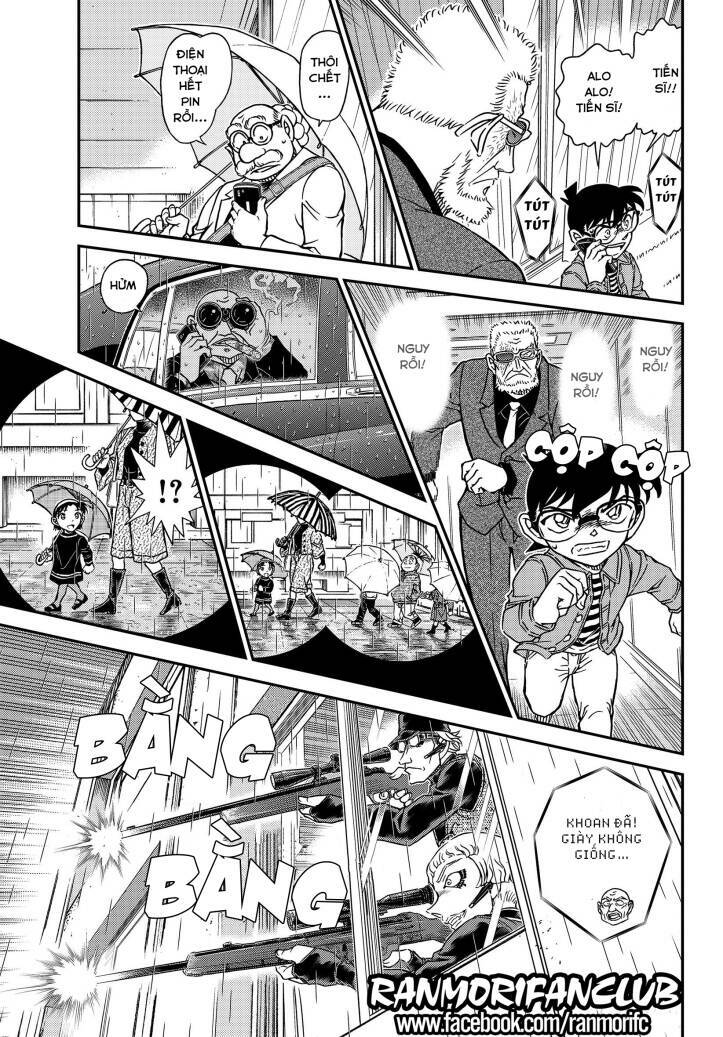 TIẾN
SĨ!!
ALO
ALO!
TIẾN SĨ!
TÚT
TÚT
TÚT
TÚT
THÔI
CHẾT
...
ĐIỆN
THOẠI
HẾT
PIN
RỒI...
NGUY
RỒI!
NGUY
RỒI!
NGUY
RỒI!
CỘP CỘP
HỬM
!?
KHOAN ĐÃ!
GIÀY KHÔNG
GIỐNG...
BẰNG
BẰNG
RANMORIFANCLUB
www.facebook.com/ranmorifc